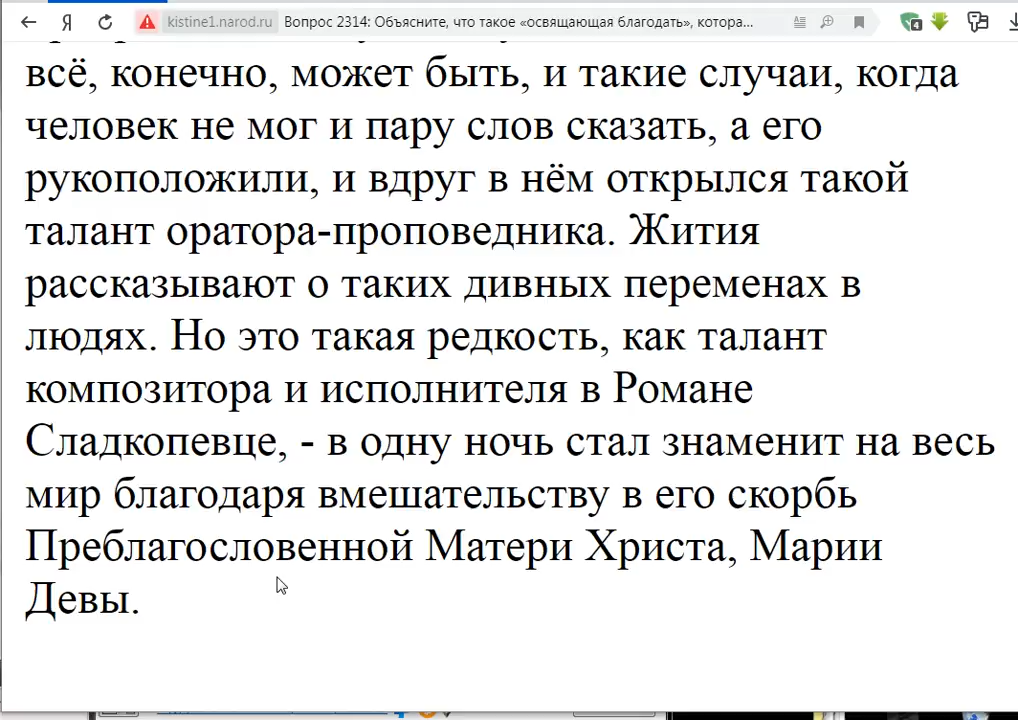 kistine1.narod.ru Вопрос 2314: Объясните, что такое «освящающая благодать», котора...
всё, конечно, может быть, и такие случаи, когда
человек не мог и пару слов сказать, а его
рукоположили, и вдруг в нём открылся такой
талант оратора-проповедника. Жития
рассказывают о таких дивных переменах в
людях. Но это такая редкость, как талант
композитора и исполнителя в Романе
Сладкопевце, - в одну ночь стал знаменит на весь
мир благодаря вмешательству в его скорбь
Преблагословенной Матери Христа, Марии
Девы.